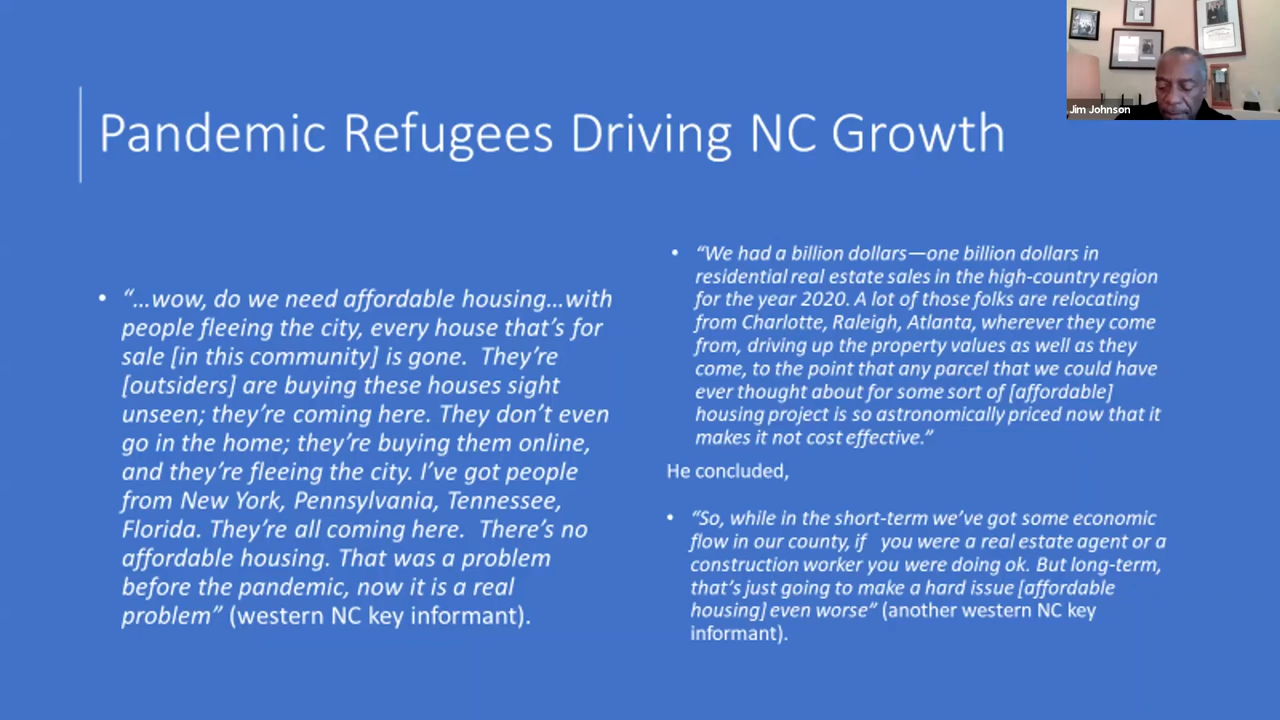 Pandemic Refugees Driving NC Growth
• “…wow, do we need affordable housing…with
people fleeing the city, every house that’s for
sale [in this community] is gone.  They’re
[outsiders] are buying these houses sight
unseen; they’re coming here. They don’t even
go in the home; they’re buying them online,
and they’re fleeing the city. I’ve got people
from New York, Pennsylvania, Tennessee,
Florida. They’re all coming here.  There’s no
affordable housing. That was a problem
before the pandemic, now it is a real
problem” (western NC key informant).
• “We had a billion dollars—one billion dollars in
residential real estate sales in the high-country region
for the year 2020. A lot of those folks are relocating
from Charlotte, Raleigh, Atlanta, wherever they come
from, driving up the property values as well as they
come, to the point that any parcel that we could have
ever thought about for some sort of [affordable]
housing project is so astronomically priced now that it
makes it not cost effective.”
He concluded,
• “So, while in the short-term we’ve got some economic
flow in our county, if   you were a real estate agent or a
construction worker you were doing ok. But long-term,
that’s just going to make a hard issue [affordable
housing] even worse” (another western NC key
informant).
Jim Johnson